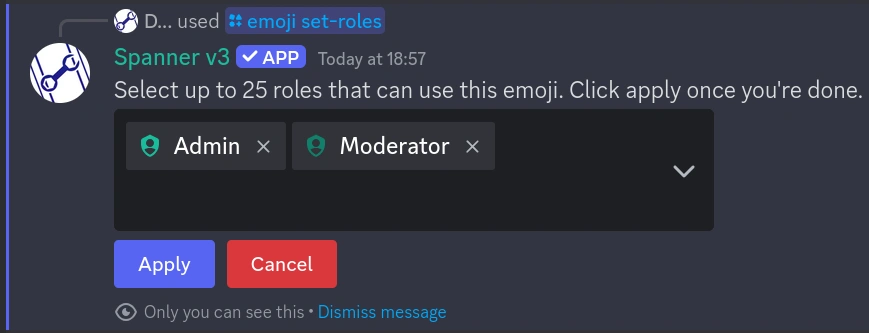 D... used emoji set-roles
Spanner v3 APP Today at 18:57
Select up to 25 roles that can use this emoji. Click apply once you're done.
Admin Moderator
Apply Cancel
Only you can see this • Dismiss message